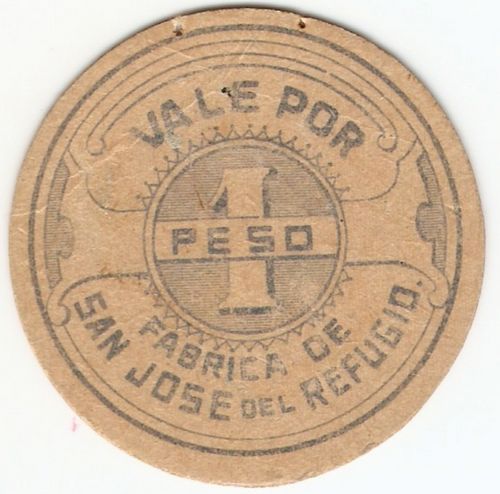 VALE POR
1
PESO
FABRICA DE
SAN JOSE DEL REFUGIO.